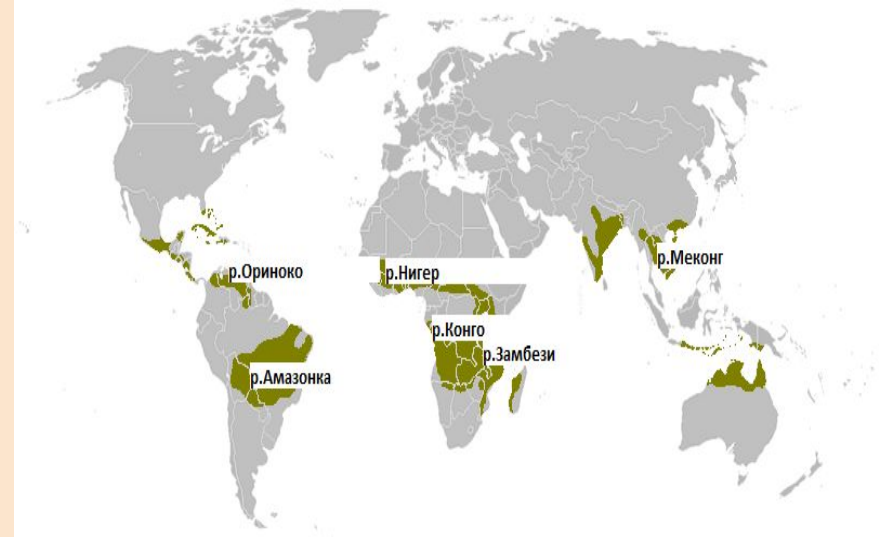 р.Ориноко
р.Нигер
р.Меконг
р.Конго
р.Замбези
р.Амазонка